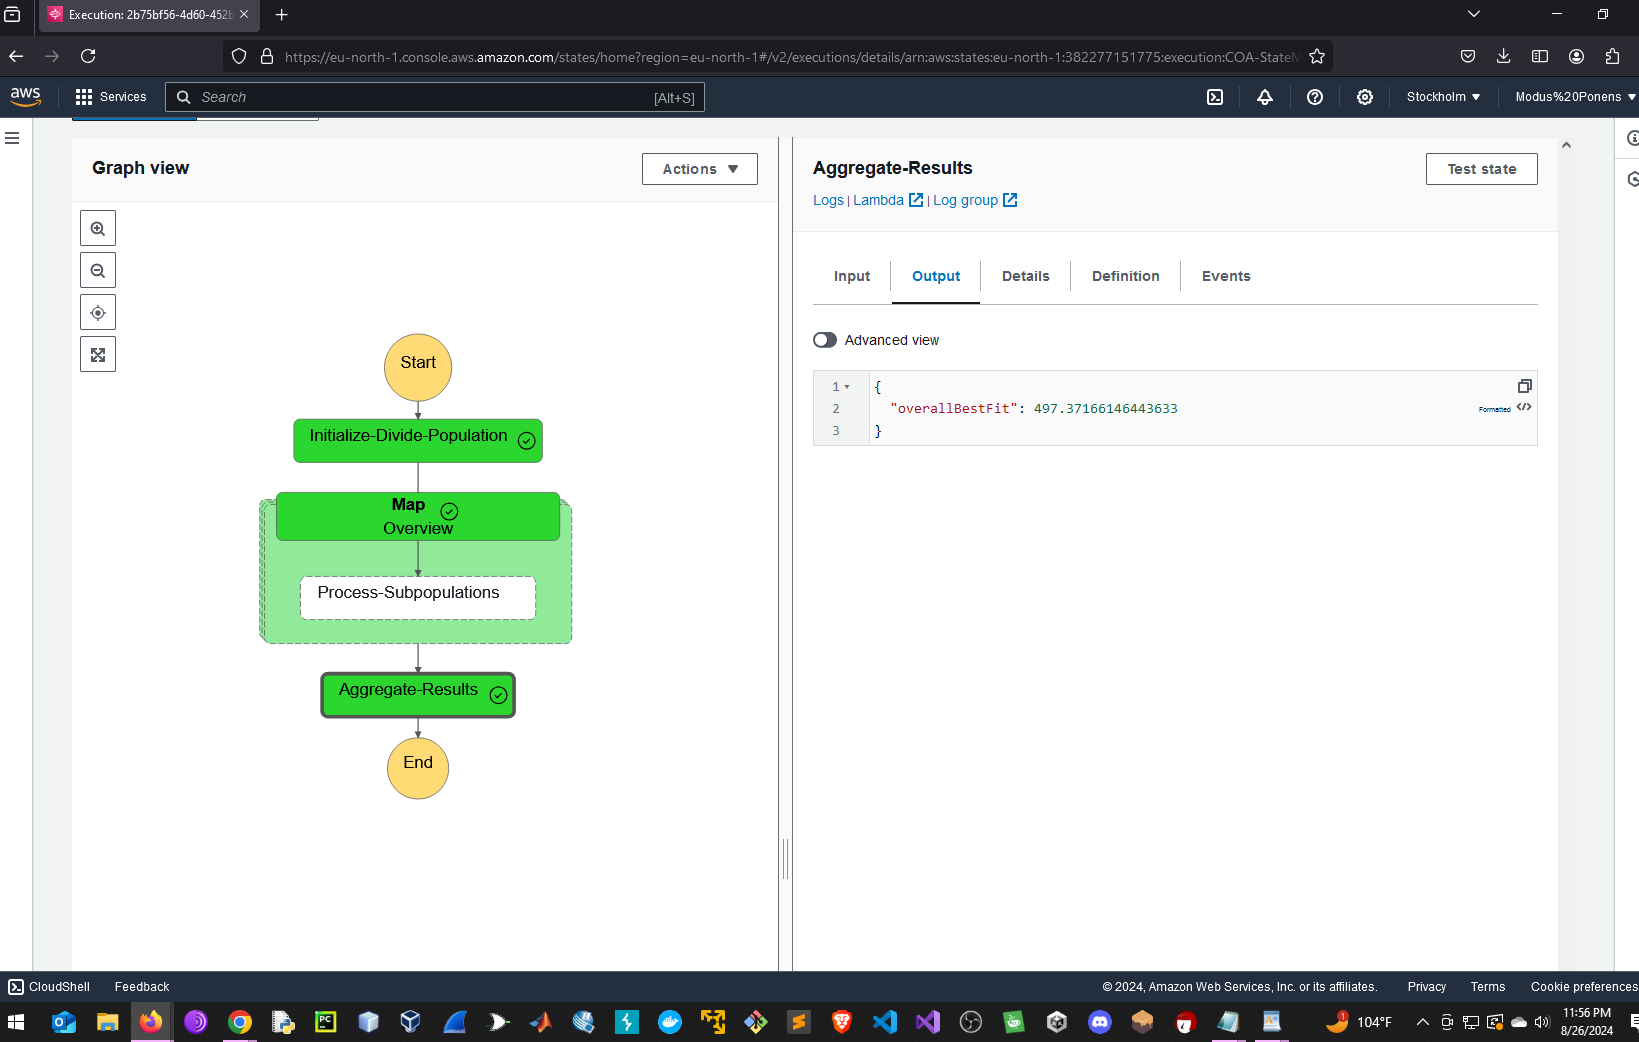 Execution: 2b75bf56-4d60-452b
https://eu-north-1.console.aws.amazon.com/states/home?region=eu-north-1#/v2/executions/details/arn:aws:states:eu-north-1:382277151775:execution:COA-StateM
aws
Services
Search
[Alt+S]
Stockholm
Modus%20Ponens
Graph view
Actions
Start
Initialize-Divide-Population
Map
Overview
Process-Subpopulations
Aggregate-Results
End
Aggregate-Results
Test state
Logs | Lambda | Log group
Input
Output
Details
Definition
Events
Advanced view
1 {
2 "overallBestFit": 497.37166146443633
3 }
Formatted
CloudShell
Feedback
© 2024, Amazon Web Services, Inc. or its affiliates.
Privacy
Terms
Cookie preferences
PC
1
104°F
11:56 PM
8/26/2024